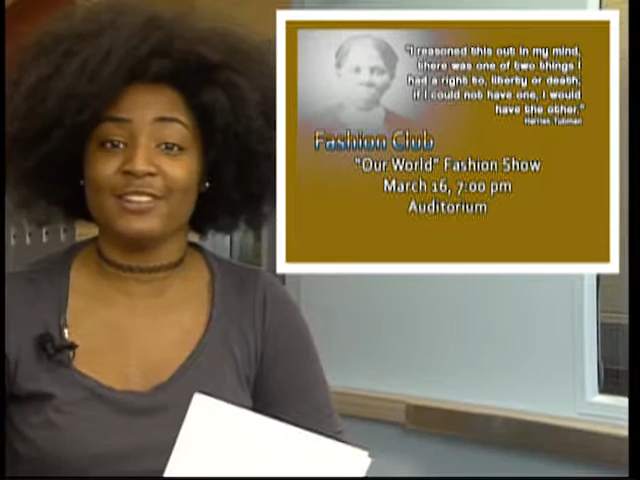 "I reasoned this out in my mind,
there was one of two things I
had a right to, liberty or death;
if I could not have one, I would
have the other."
Harriet Tubman
Fashion Club
"Our World" Fashion Show
March 16, 7:00 pm
Auditorium